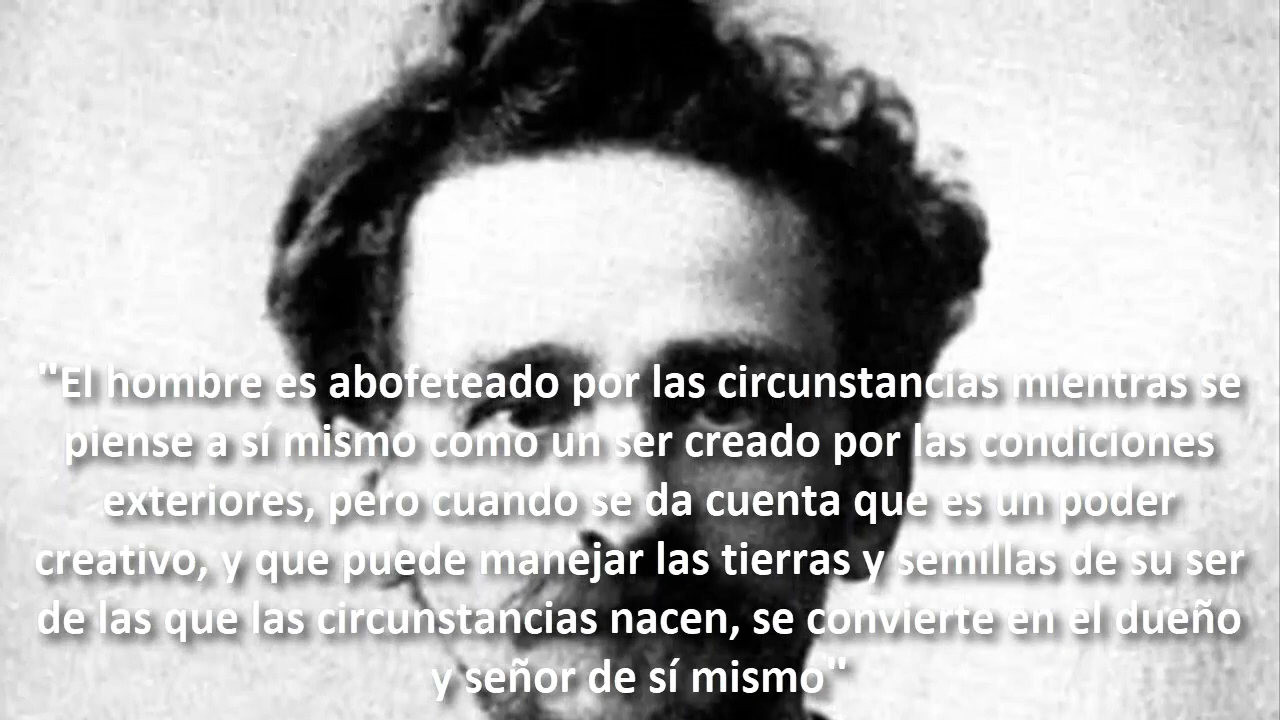 "El hombre es abofeteado por las circunstancias mientras se
piense a sí mismo como un ser creado por las condiciones
exteriores, pero cuando se da cuenta que es un poder
creativo, y que puede manejar las tierras y semillas de su ser
de las que las circunstancias nacen, se convierte en el dueño
y señor de sí mismo"